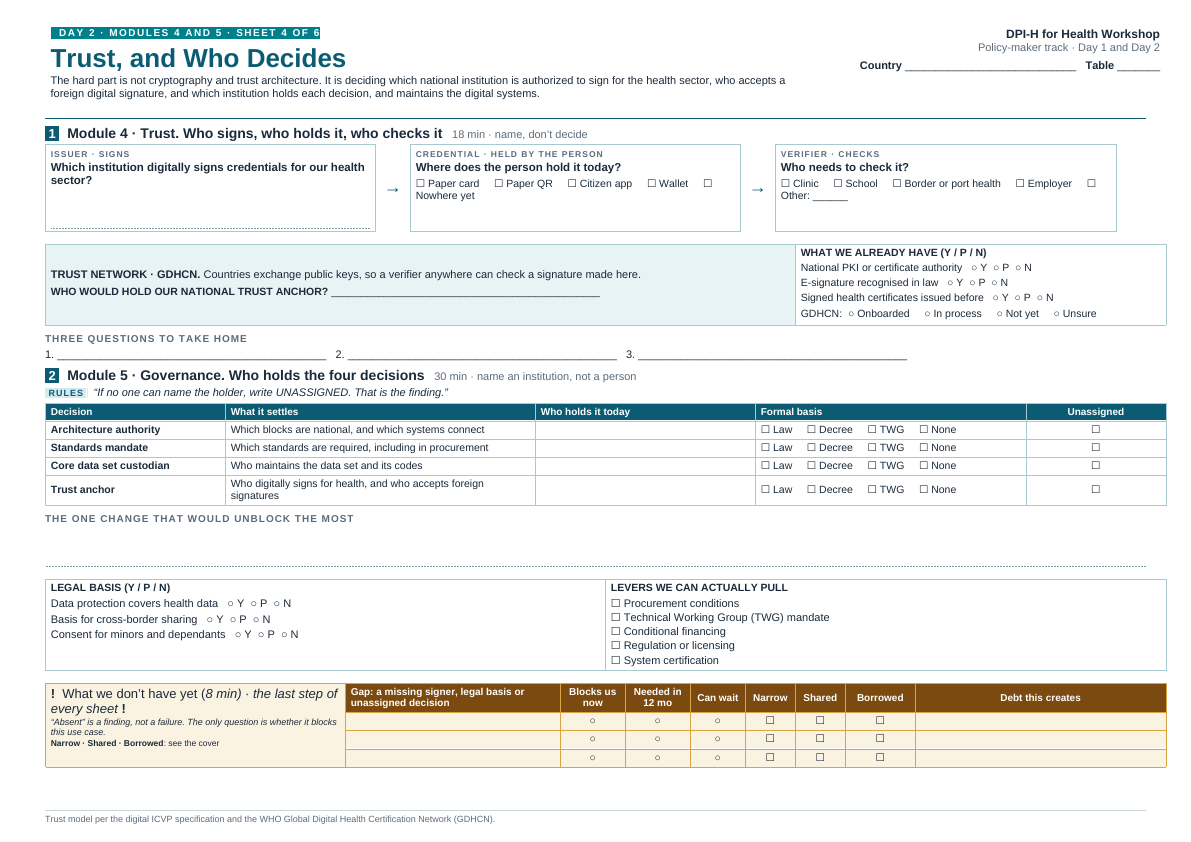 DAY 2 · MODULES 4 AND 5 · SHEET 4 OF 6
Trust, and Who Decides
The hard part is not cryptography and trust architecture. It is deciding which national institution is authorized to sign for the health sector, who accepts a
foreign digital signature, and which institution holds each decision, and maintains the digital systems.
DPI-H for Health Workshop
Policy-maker track · Day 1 and Day 2
Country ____________________________ Table _______
1 Module 4 · Trust. Who signs, who holds it, who checks it 18 min · name, don’t decide
ISSUER · SIGNS
Which institution digitally signs credentials for our health
sector?
→
CREDENTIAL · HELD BY THE PERSON
Where does the person hold it today?
☐ Paper card ☐ Paper QR ☐ Citizen app ☐ Wallet ☐
Nowhere yet
→
VERIFIER · CHECKS
Who needs to check it?
☐ Clinic ☐ School ☐ Border or port health ☐ Employer ☐
Other: ______
TRUST NETWORK · GDHCN. Countries exchange public keys, so a verifier anywhere can check a signature made here.
WHO WOULD HOLD OUR NATIONAL TRUST ANCHOR? ______________________________________________
WHAT WE ALREADY HAVE (Y / P / N)
National PKI or certificate authority ○ Y ○ P ○ N
E-signature recognised in law ○ Y ○ P ○ N
Signed health certificates issued before ○ Y ○ P ○ N
GDHCN: ○ Onboarded ○ In process ○ Not yet ○ Unsure
THREE QUESTIONS TO TAKE HOME
1. ______________________________________________ 2. ______________________________________________ 3. ______________________________________________
2 Module 5 · Governance. Who holds the four decisions 30 min · name an institution, not a person
RULES “If no one can name the holder, write UNASSIGNED. That is the finding.”
Decision What it settles Who holds it today Formal basis Unassigned
Architecture authority Which blocks are national, and which systems connect ☐ Law ☐ Decree ☐ TWG ☐ None ☐
Standards mandate Which standards are required, including in procurement ☐ Law ☐ Decree ☐ TWG ☐ None ☐
Core data set custodian Who maintains the data set and its codes ☐ Law ☐ Decree ☐ TWG ☐ None ☐
Trust anchor Who digitally signs for health, and who accepts foreign
signatures ☐ Law ☐ Decree ☐ TWG ☐ None ☐
THE ONE CHANGE THAT WOULD UNBLOCK THE MOST
LEGAL BASIS (Y / P / N)
Data protection covers health data ○ Y ○ P ○ N
Basis for cross-border sharing ○ Y ○ P ○ N
Consent for minors and dependants ○ Y ○ P ○ N
LEVERS WE CAN ACTUALLY PULL
☐ Procurement conditions
☐ Technical Working Group (TWG) mandate
☐ Conditional financing
☐ Regulation or licensing
☐ System certification
! What we don’t have yet (8 min) · the last step of
every sheet !
“Absent” is a finding, not a failure. The only question is whether it blocks
this use case.
Narrow · Shared · Borrowed: see the cover
Gap: a missing signer, legal basis or
unassigned decision
Blocks us
now
Needed in
12 mo
Can wait
Narrow
Shared
Borrowed
Debt this creates
○ ○ ○ ☐ ☐ ☐
○ ○ ○ ☐ ☐ ☐
○ ○ ○ ☐ ☐ ☐
Trust model per the digital ICVP specification and the WHO Global Digital Health Certification Network (GDHCN).